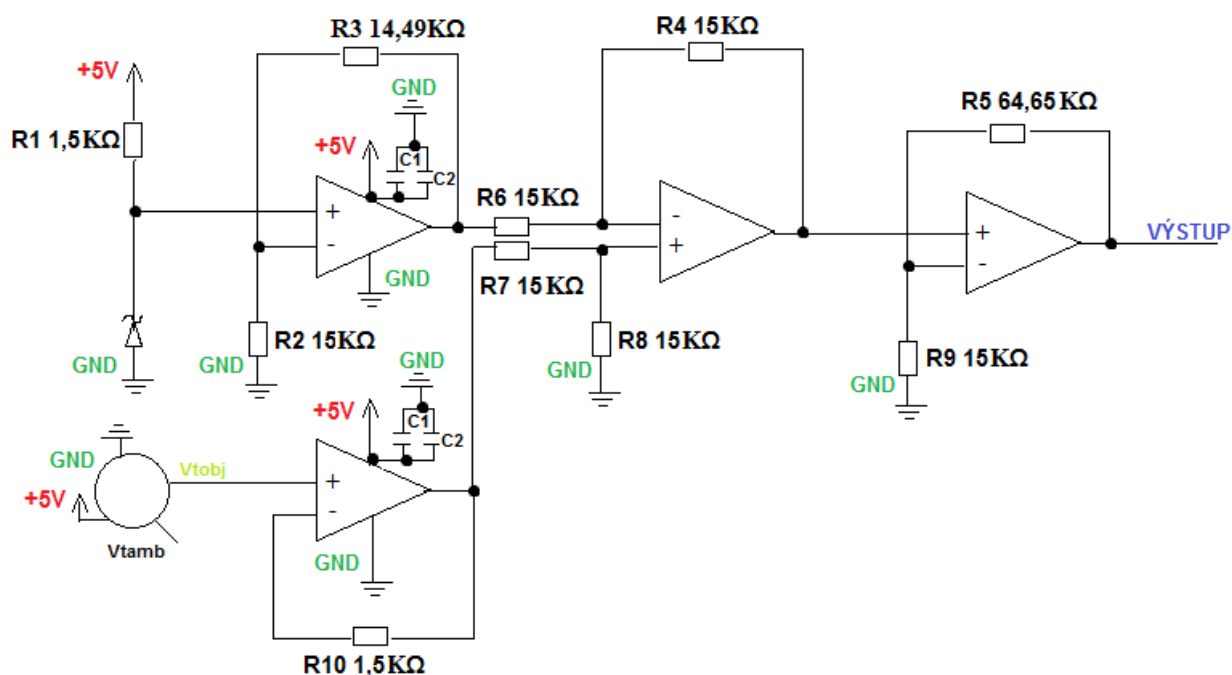 R3 14,49KΩ
R4 15KΩ
+5V
GND
R5 64,65KΩ
R1 1,5KΩ
+5V
C1
C2
+
-
R6 15KΩ
-
+
+
-
VÝSTUP
GND
R7 15KΩ
GND
R2 15KΩ
GND
R8 15KΩ
GND
R9 15KΩ
GND
GND
GND
+5V
C1
C2
GND
Vtobj
+5V
+
-
Vtamb
GND
R10 1,5KΩ